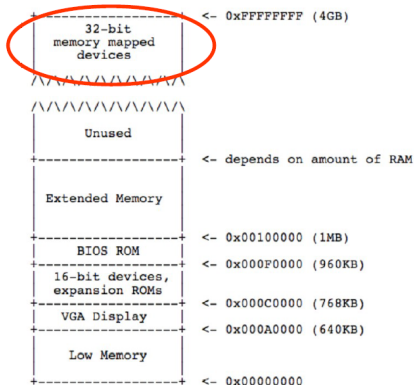 +------------------+ <- 0xFFFFFFFF (4GB)
| 32-bit |
| memory mapped |
| devices |
| |
/\/\/\/\/\/\/\/\/\/\
/\/\/\/\/\/\/\/\/\/\
| |
| Unused |
| |
+------------------+ <- depends on amount of RAM
| |
| |
| Extended Memory |
| |
| |
+------------------+ <- 0x00100000 (1MB)
| BIOS ROM |
+------------------+ <- 0x000F0000 (960KB)
| 16-bit devices, |
| expansion ROMs |
+------------------+ <- 0x000C0000 (768KB)
| VGA Display |
+------------------+ <- 0x000A0000 (640KB)
| |
| Low Memory |
| |
+------------------+ <- 0x00000000